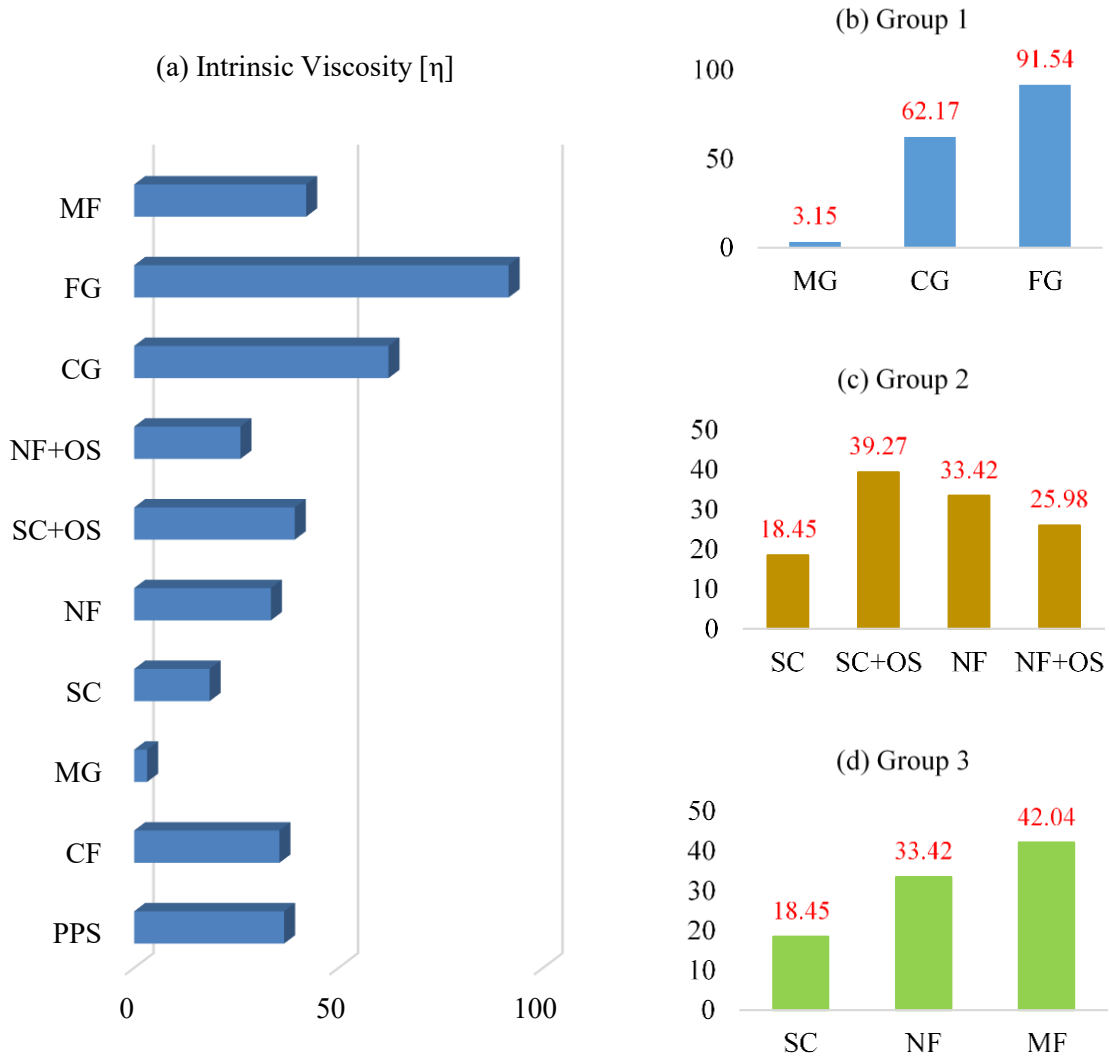 (a) Intrinsic Viscosity [η]
MF
FG
CG
NF+OS
SC+OS
NF
SC
MG
CF
PPS
0 50 100
(b) Group 1
100
50
0
3.15
62.17
91.54
MG CG FG
(c) Group 2
50
40
30
20
10
0
18.45
39.27
33.42
25.98
SC SC+OS NF NF+OS
(d) Group 3
50
40
30
20
10
0
18.45
33.42
42.04
SC NF MF